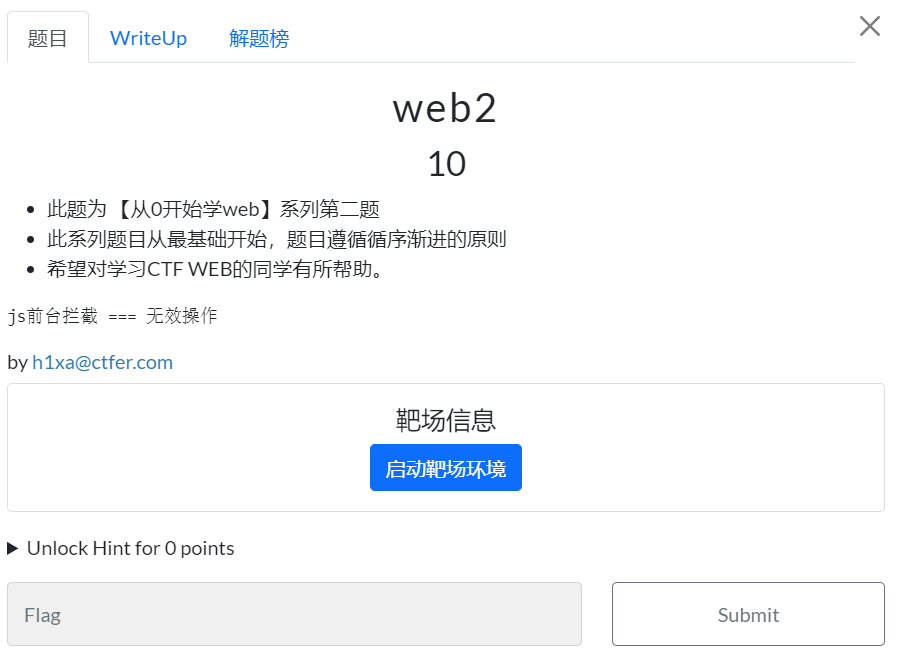 题目 WriteUp 解题榜
web2
10
此题为 【从0开始学web】系列第二题
此系列题目从最基础开始，题目遵循循序渐进的原则
希望对学习CTF WEB的同学有所帮助。
js前台拦截 === 无效操作
by h1xa@ctfer.com
靶场信息
启动靶场环境
Unlock Hint for 0 points
Flag Submit